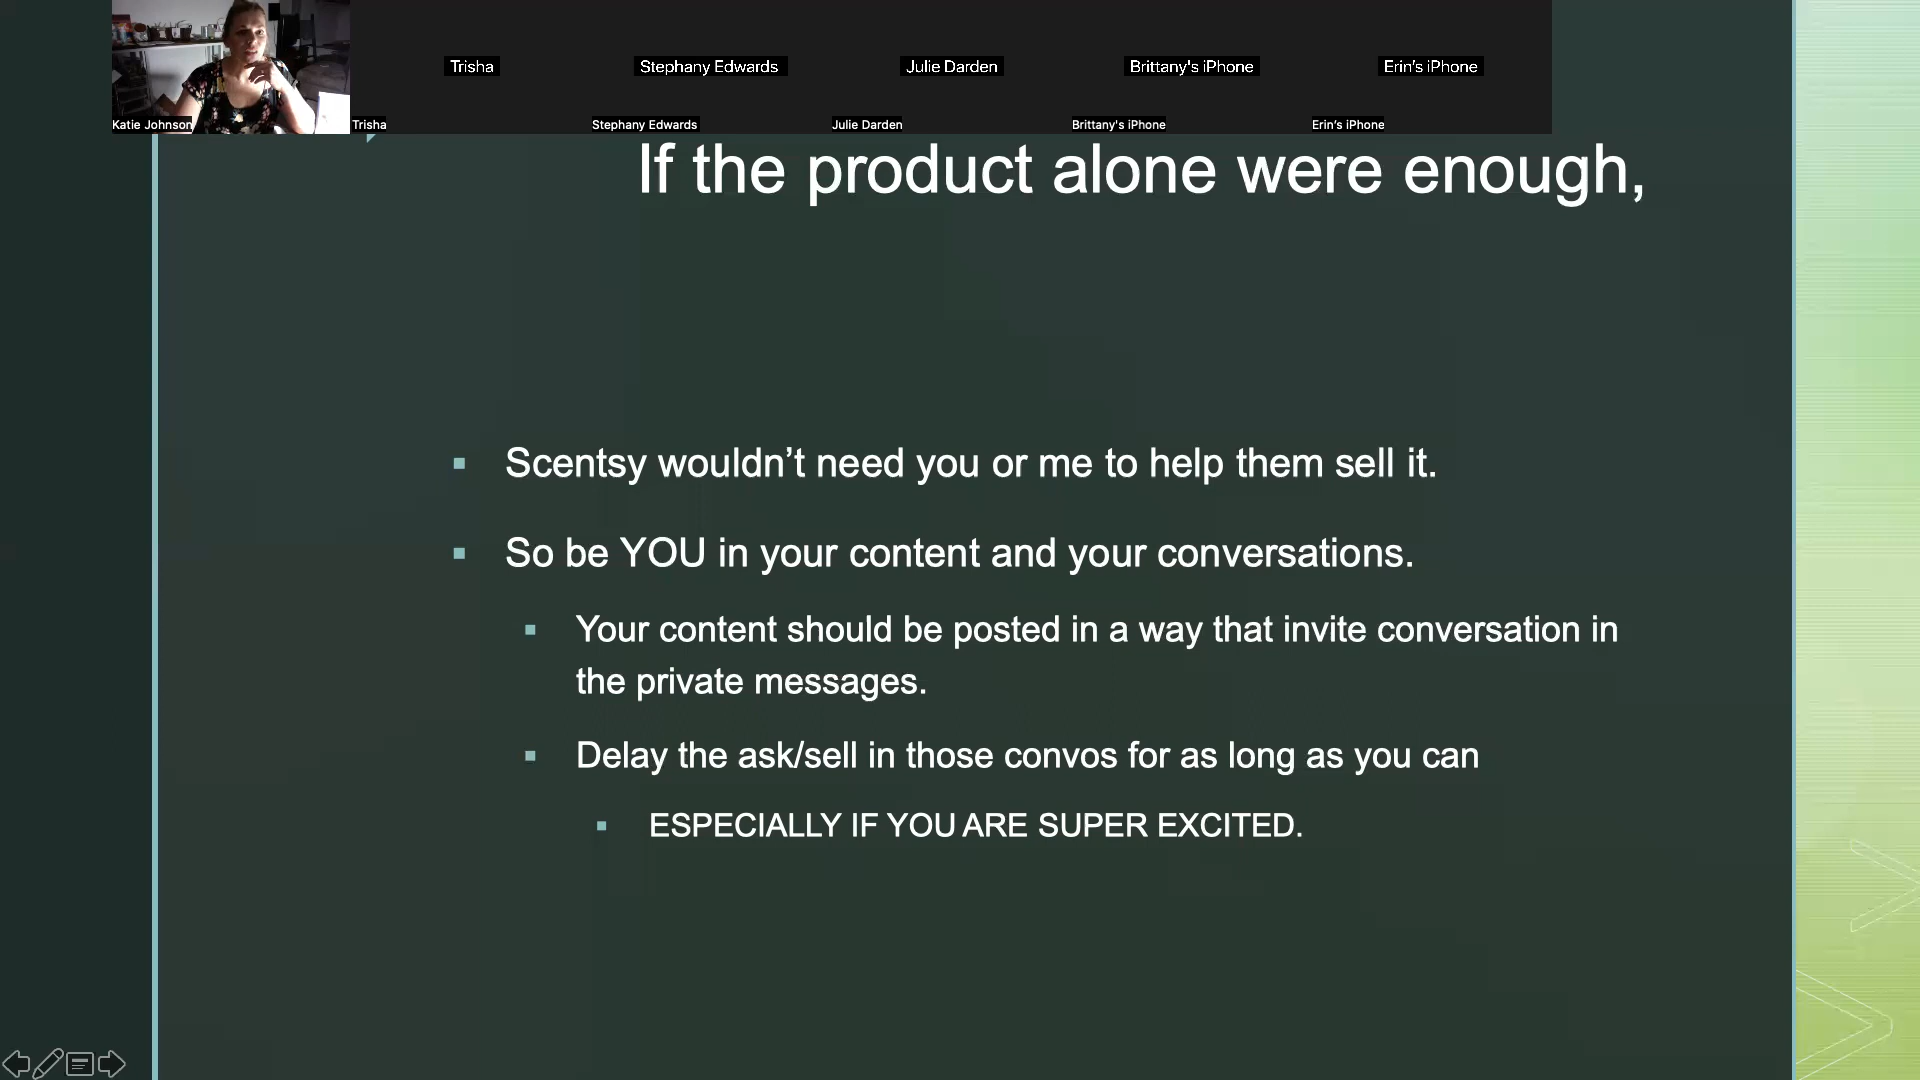 Trisha
Stephany Edwards
Julie Darden
Brittany's iPhone
Erin's iPhone
Katie Johnson
Trisha
Stephany Edwards
Julie Darden
Brittany's iPhone
Erin's iPhone
If the product alone were enough,
Scentsy wouldn’t need you or me to help them sell it.
So be YOU in your content and your conversations.
Your content should be posted in a way that invite conversation in
the private messages.
Delay the ask/sell in those convos for as long as you can
ESPECIALLY IF YOU ARE SUPER EXCITED.